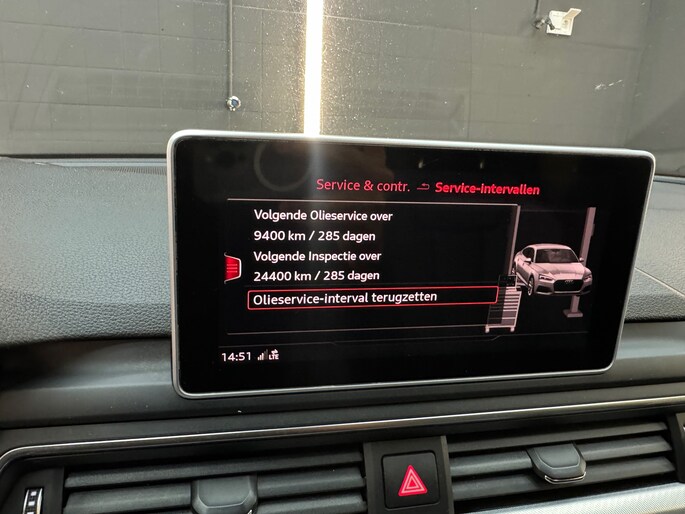 Service & contr. Service-intervallen
Volgende Olieservice over
9400 km / 285 dagen
Volgende Inspectie over
24400 km / 285 dagen
Olieservice-interval terugzetten
14:51 LTE